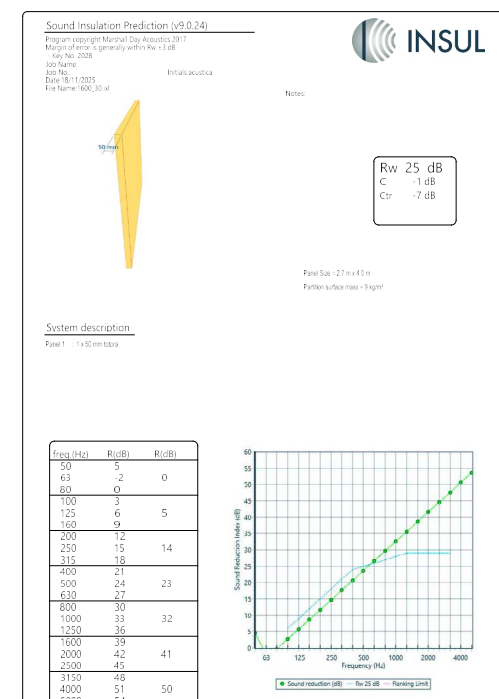 Sound Insulation Prediction (v9.0.24)
INSUL
Program copyright Marshall Day Acoustics 2017
Margin of error is generally within Rw ±3 dB
- Key No. 2028
Job Name:
Job No.:
Initials:acustica
Date:18/11/2025
File Name:1600_30.ixl
Notes:
50 mm
Rw 25 dB
C -1 dB
Ctr -7 dB
Panel Size = 2.7 m x 4.0 m
Partition surface mass = 9 kg/m²
System description
Panel 1 : 1 x 50 mm totora
freq.(Hz) R(dB) R(dB)
50 5
63 -2 0
80 0
100 3
125 6 5
160 9
200 12
250 15 14
315 18
400 21
500 24 23
630 27
800 30
1000 33 32
1250 36
1600 39
2000 42 41
2500 45
3150 48
4000 51 50
5000 54
Sound Reduction Index (dB)
60
55
50
45
40
35
30
25
20
15
10
5
0
63 125 250 500 1000 2000 4000
Frequency (Hz)
Sound reduction (dB) Rw 25 dB Flanking Limit